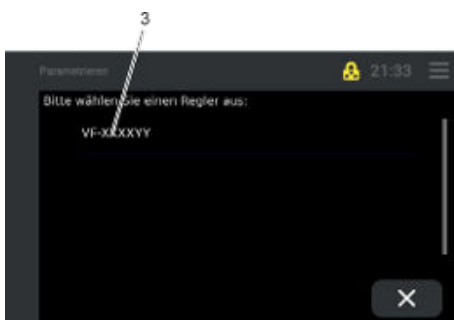 3
Parametrieren
21:33
Bitte wählen Sie einen Regler aus:
VF-XXXXYY